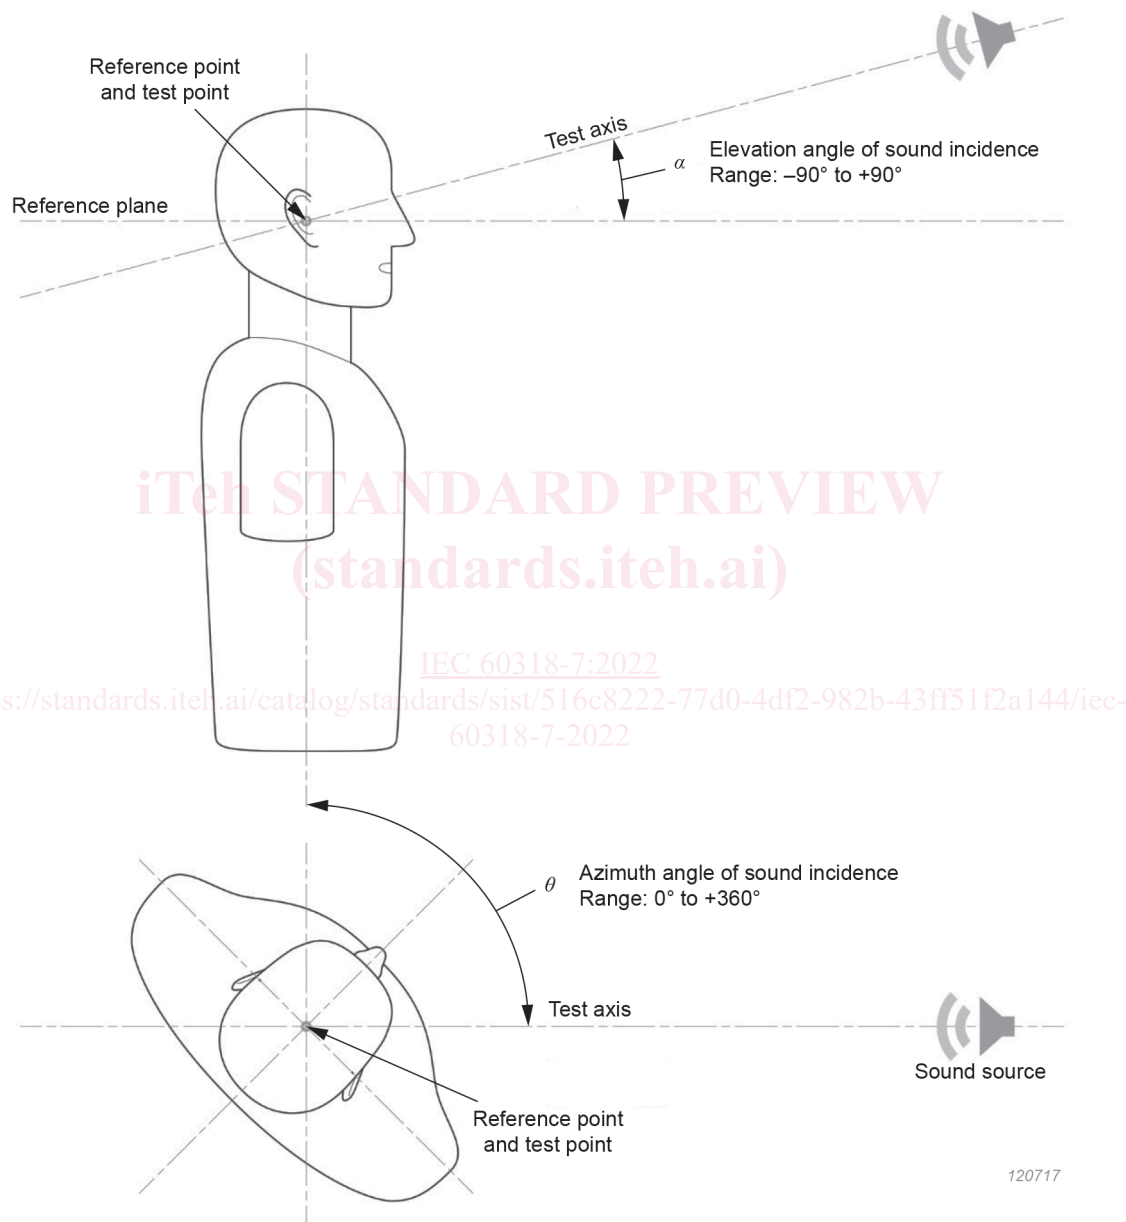 Reference point
and test point
Test axis
α
Elevation angle of sound incidence
Range: –90° to +90°
Reference plane
iTeh STANDARD PREVIEW
(standards.iteh.ai)
IEC 60318-7:2022
s://standards.iteh.ai/catalog/standards/sist/516c8222-77d0-4df2-982b-43ff51f2a144/iec-
60318-7-2022
θ
Azimuth angle of sound incidence
Range: 0° to +360°
Test axis
Sound source
Reference point
and test point
120717